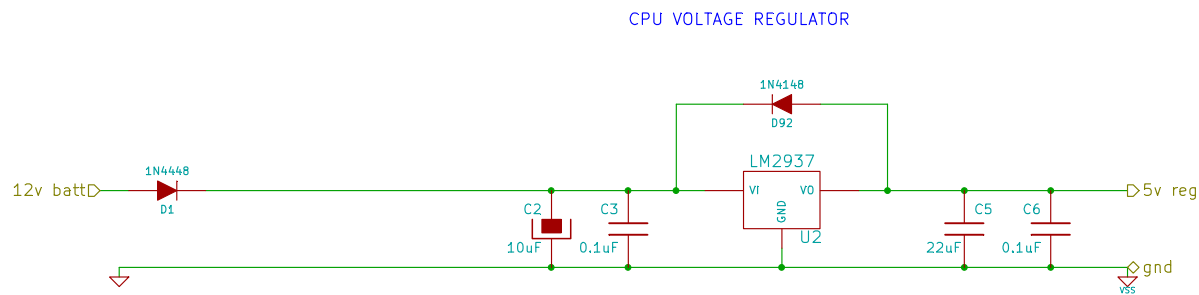 CPU VOLTAGE REGULATOR
1N4148
D92
LM2937
1N4448
12v batt
VI
VO
5v reg
D1
GND
C2
C3
C5
C6
U2
10uF
0.1uF
22uF
0.1uF
gnd
VSS